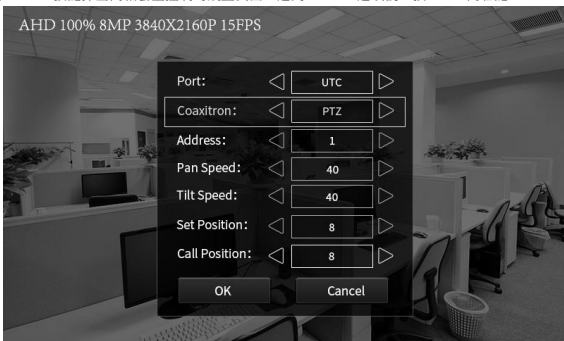 AHD 100% 8MP 3840X2160P 15FPS
Port: UTC
Coaxitron: PTZ
Address: 1
Pan Speed: 40
Tilt Speed: 40
Set Position: 8
Call Position: 8
OK Cancel